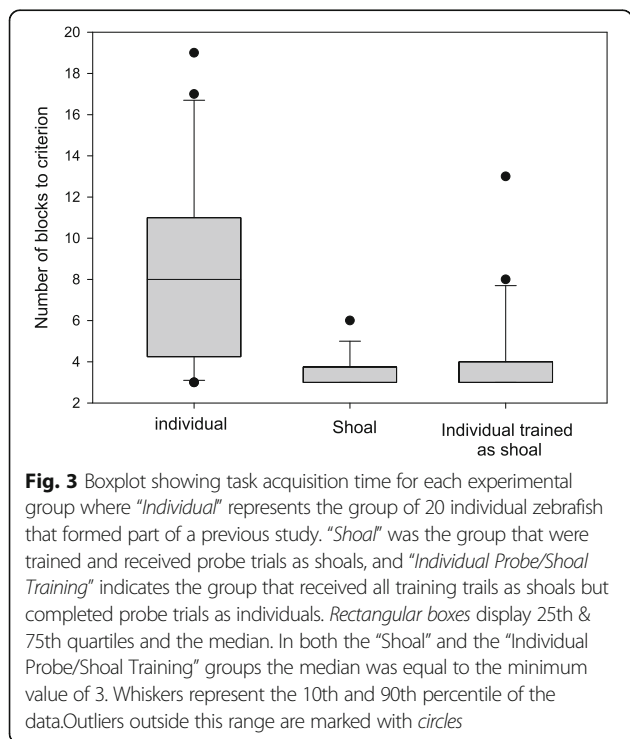 20
18
16
14
12
10
8
6
4
2
Number of blocks to criterion
individual
Shoal
Individual trained
as shoal
Fig. 3 Boxplot showing task acquisition time for each experimental
group where “Individual” represents the group of 20 individual zebrafish
that formed part of a previous study. “Shoal” was the group that were
trained and received probe trials as shoals, and “Individual Probe/Shoal
Training” indicates the group that received all training trails as shoals but
completed probe trials as individuals. Rectangular boxes display 25th &
75th quartiles and the median. In both the “Shoal” and the “Individual
Probe/Shoal Training” groups the median was equal to the minimum
value of 3. Whiskers represent the 10th and 90th percentile of the
data.Outliers outside this range are marked with circles